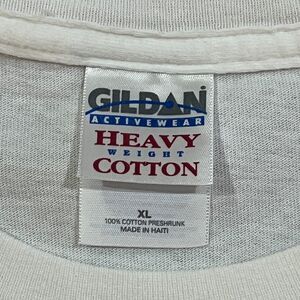 GILDAN
ACTIVEWEAR
HEAVY
WEIGHT
COTTON
XL
100% COTTON PRESHRUNK
MADE IN HAITI